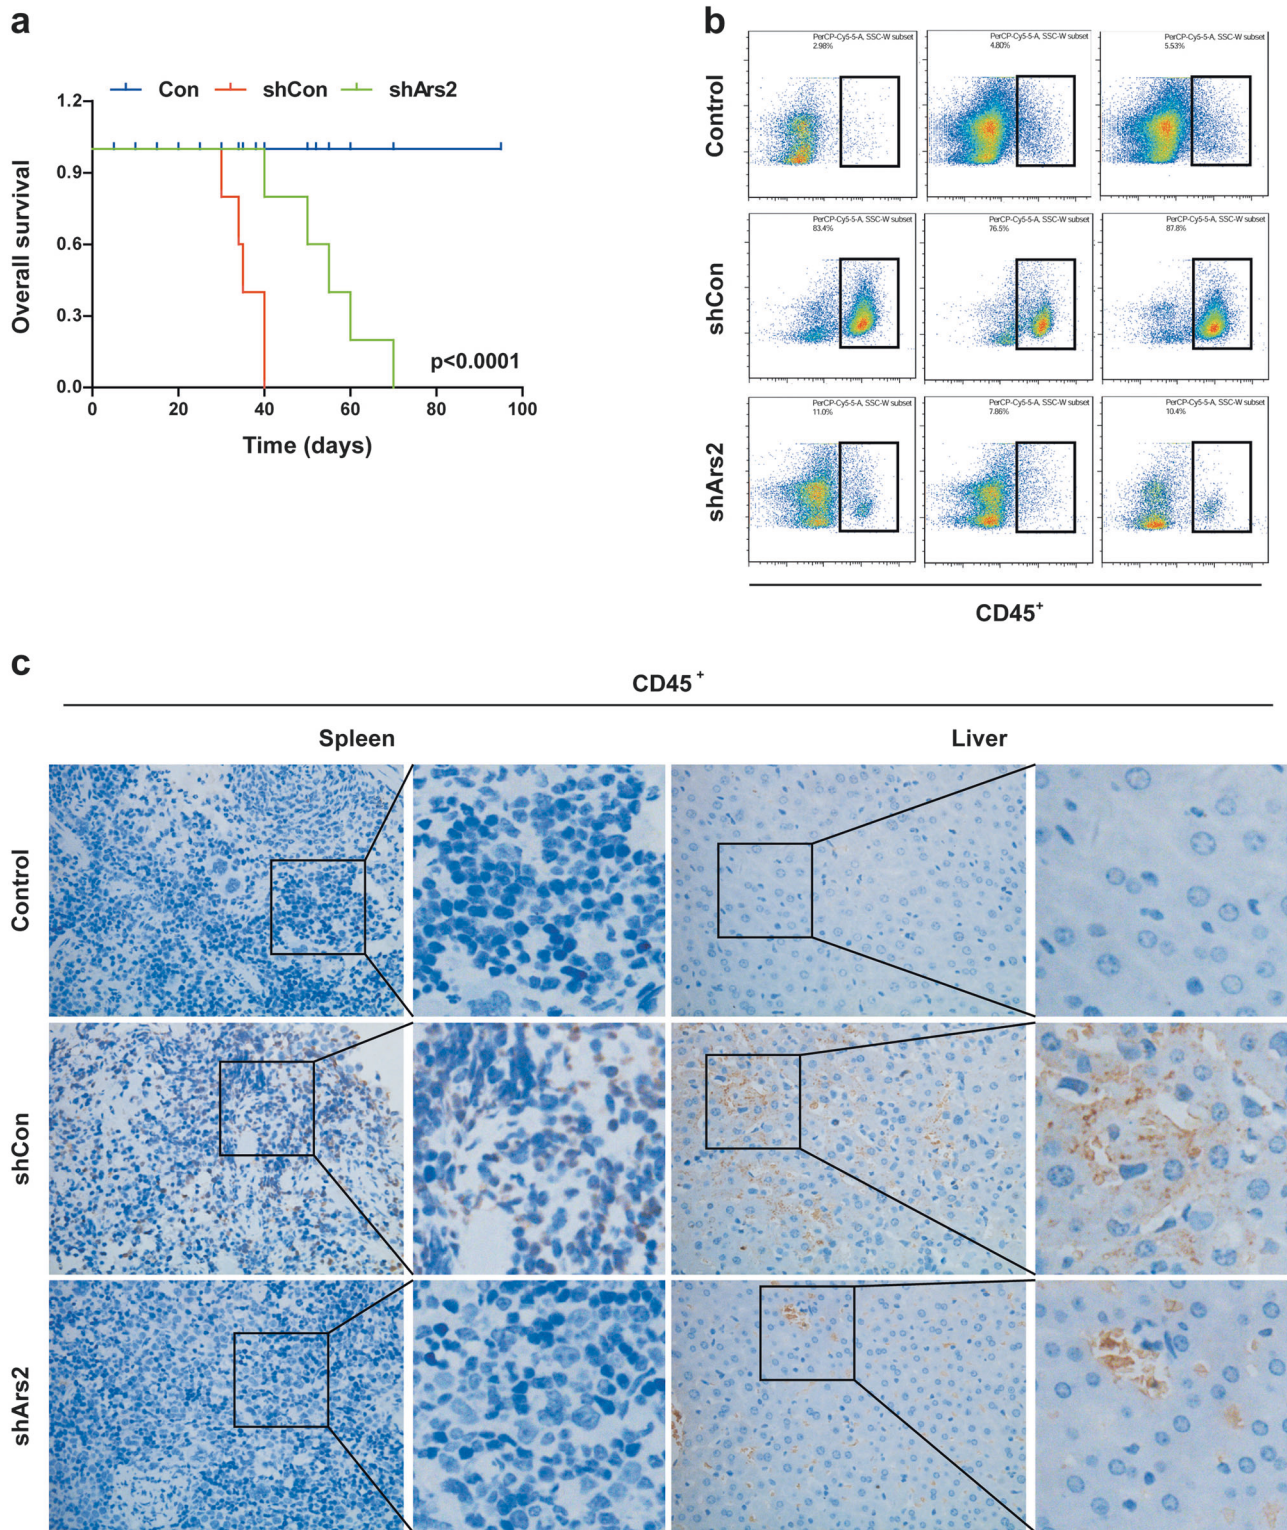 a
Con shCon shArs2
1.2
0.9
0.6
0.3
0.0
Overall survival
p<0.0001
0 20 40 60 80 100
Time (days)
b
Control
PerCP-Cy5-5-A, SSC-W subset
2.98%
PerCP-Cy5-5-A, SSC-W subset
4.80%
PerCP-Cy5-5-A, SSC-W subset
5.53%
shCon
PerCP-Cy5-5-A, SSC-W subset
83.4%
PerCP-Cy5-5-A, SSC-W subset
76.5%
PerCP-Cy5-5-A, SSC-W subset
87.8%
shArs2
PerCP-Cy5-5-A, SSC-W subset
11.0%
PerCP-Cy5-5-A, SSC-W subset
7.86%
PerCP-Cy5-5-A, SSC-W subset
10.4%
CD45+
c
CD45+
Spleen Liver
Control
shCon
shArs2